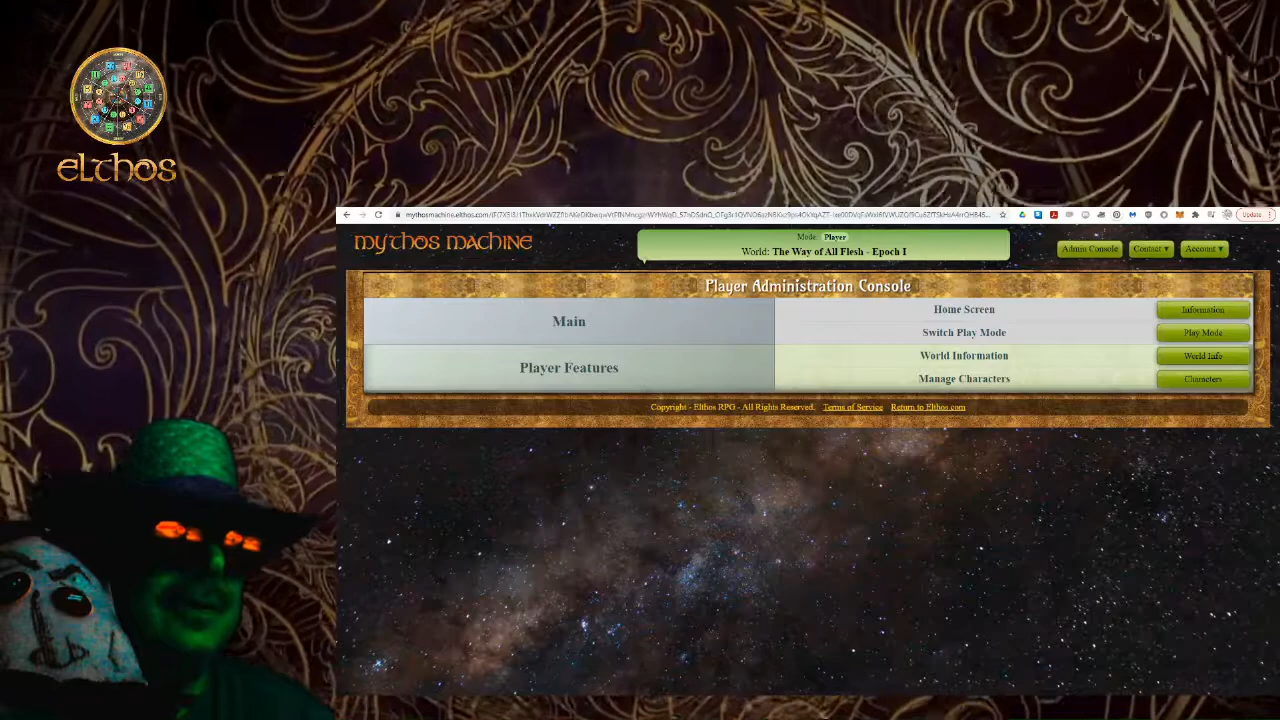 ELTHOS
Update
MYTHOS MACHINE
Mode: Player
World: The Way of All Flesh - Epoch I
Admin Console
Contact ▾
Account ▾
Player Administration Console
Main
Home Screen
Information
Switch Play Mode
Play Mode
Player Features
World Information
World Info
Manage Characters
Characters
Copyright - Elthos RPG - All Rights Reserved. Terms of Service Return to Elthos.com